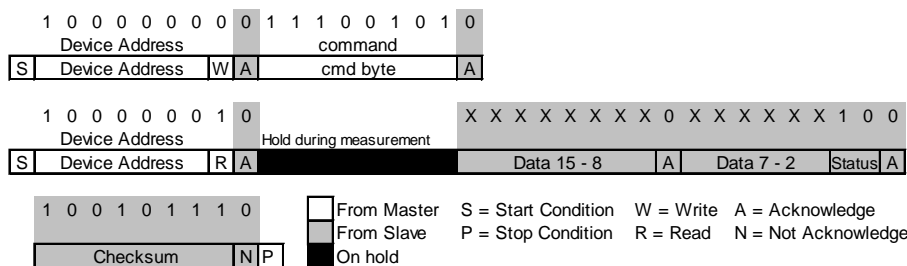 1 0 0 0 0 0 0 0 0 1 1 1 0 0 1 0 1 0
Device Address command
S Device Address W A cmd byte A
1 0 0 0 0 0 0 1 0 X X X X X X X X 0 X X X X X X 1 0 0
Device Address Hold during measurement
S Device Address R A Data 15 - 8 A Data 7 - 2 Status A
1 0 0 1 0 1 1 1 0 From Master S = Start Condition W = Write A = Acknowledge
From Slave P = Stop Condition R = Read N = Not Acknowledge
Checksum N P On hold